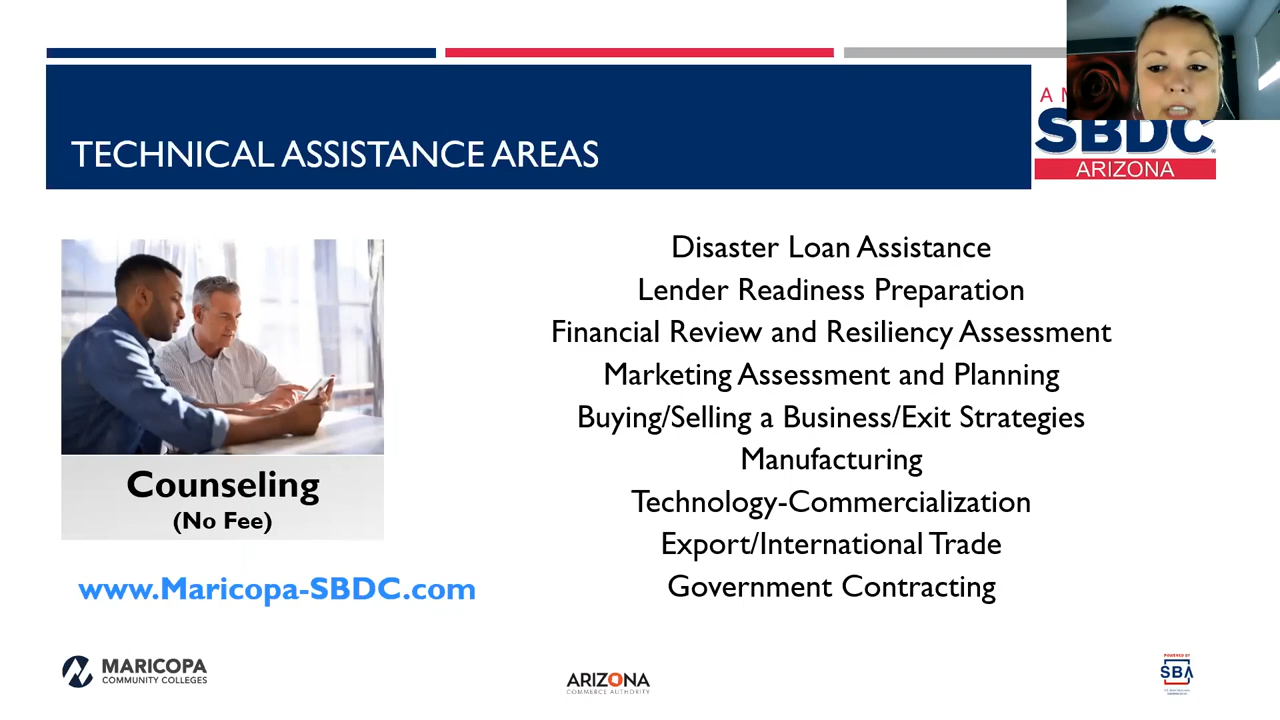 TECHNICAL ASSISTANCE AREAS
SBDC
ARIZONA
Disaster Loan Assistance
Lender Readiness Preparation
Financial Review and Resiliency Assessment
Marketing Assessment and Planning
Buying/Selling a Business/Exit Strategies
Manufacturing
Technology-Commercialization
Export/International Trade
Government Contracting
Counseling
(No Fee)
www.Maricopa-SBDC.com
MARICOPA
COMMUNITY COLLEGES
ARIZONA
COMMERCE AUTHORITY
POWERED BY
SBA